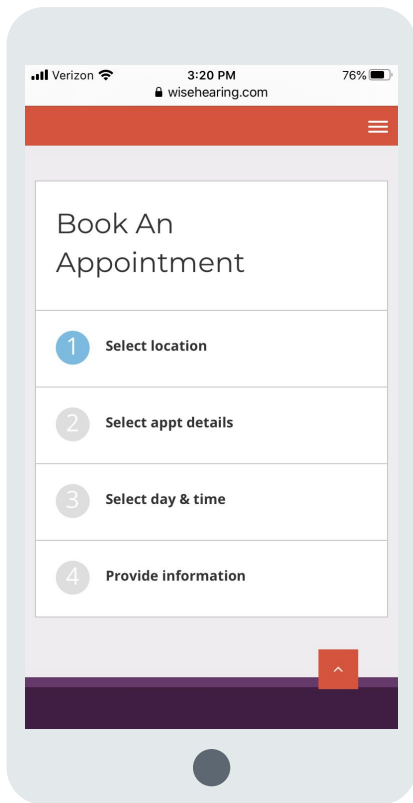 Verizon 3:20 PM 76%
wisehearing.com
Book An
Appointment
1 Select location
2 Select appt details
3 Select day & time
4 Provide information